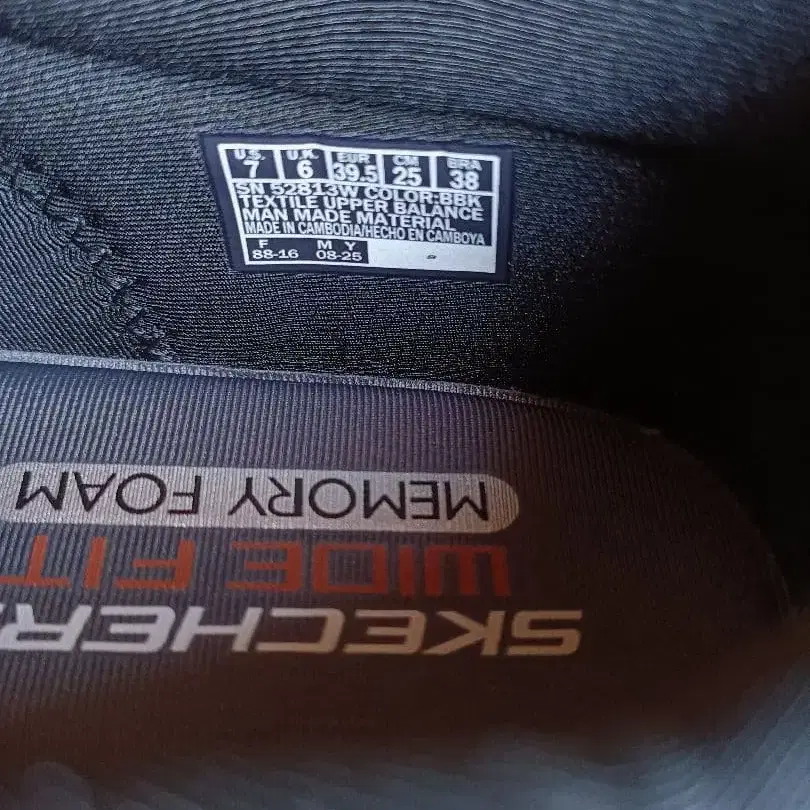 U.S. U.K. EUR CM BRA
7 6 39.5 25 38
SN 52813W COLOR:BBK
TEXTILE UPPER BALANCE
MAN MADE MATERIAL
MADE IN CAMBODIA/HECHO EN CAMBOYA
F M Y
88-16 08-25
MEMORY FOAM
WIDE FIT
SKECHERS